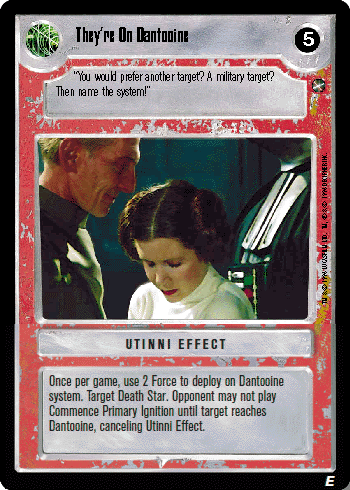 They're On Dantooine
5
"You would prefer another target? A military target?
Then name the system!"
UTINNI EFFECT
Once per game, use 2 Force to deploy on Dantooine
system. Target Death Star. Opponent may not play
Commence Primary Ignition until target reaches
Dantooine, canceling Utinni Effect.
E